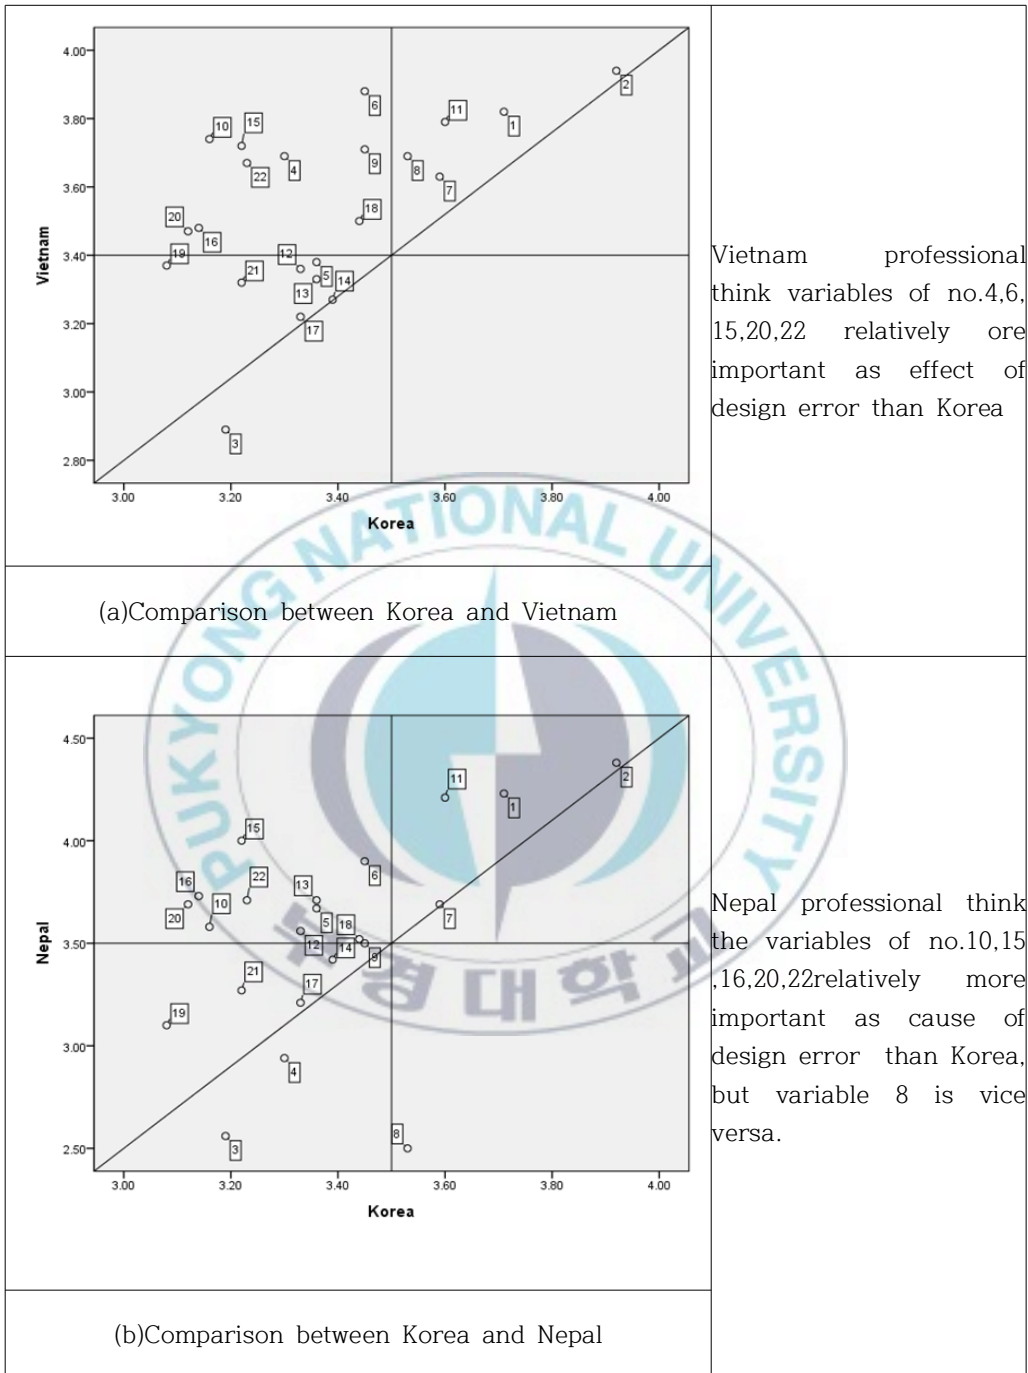 4.00
3.80
3.60
3.40
3.20
3.00
2.80
Vietnam
2
6
11
1
10
15
22
4
9
8
7
20
16
18
19
12
21
5
13
14
17
3
3.00 3.20 3.40 3.60 3.80 4.00
Korea
Vietnam professional
think variables of no.4,6,
15,20,22 relatively ore
important as effect of
design error than Korea
(a)Comparison between Korea and Vietnam
PUKYONG NATIONAL UNIVERSITY
부경대학교
4.50
4.00
3.50
3.00
2.50
Nepal
11
2
1
15
16
22
13
6
20
10
5
18
7
12
14
9
21
17
19
4
8
3
3.00 3.20 3.40 3.60 3.80 4.00
Korea
Nepal professional think
the variables of no.10,15
,16,20,22relatively more
important as cause of
design error than Korea,
but variable 8 is vice
versa.
(b)Comparison between Korea and Nepal